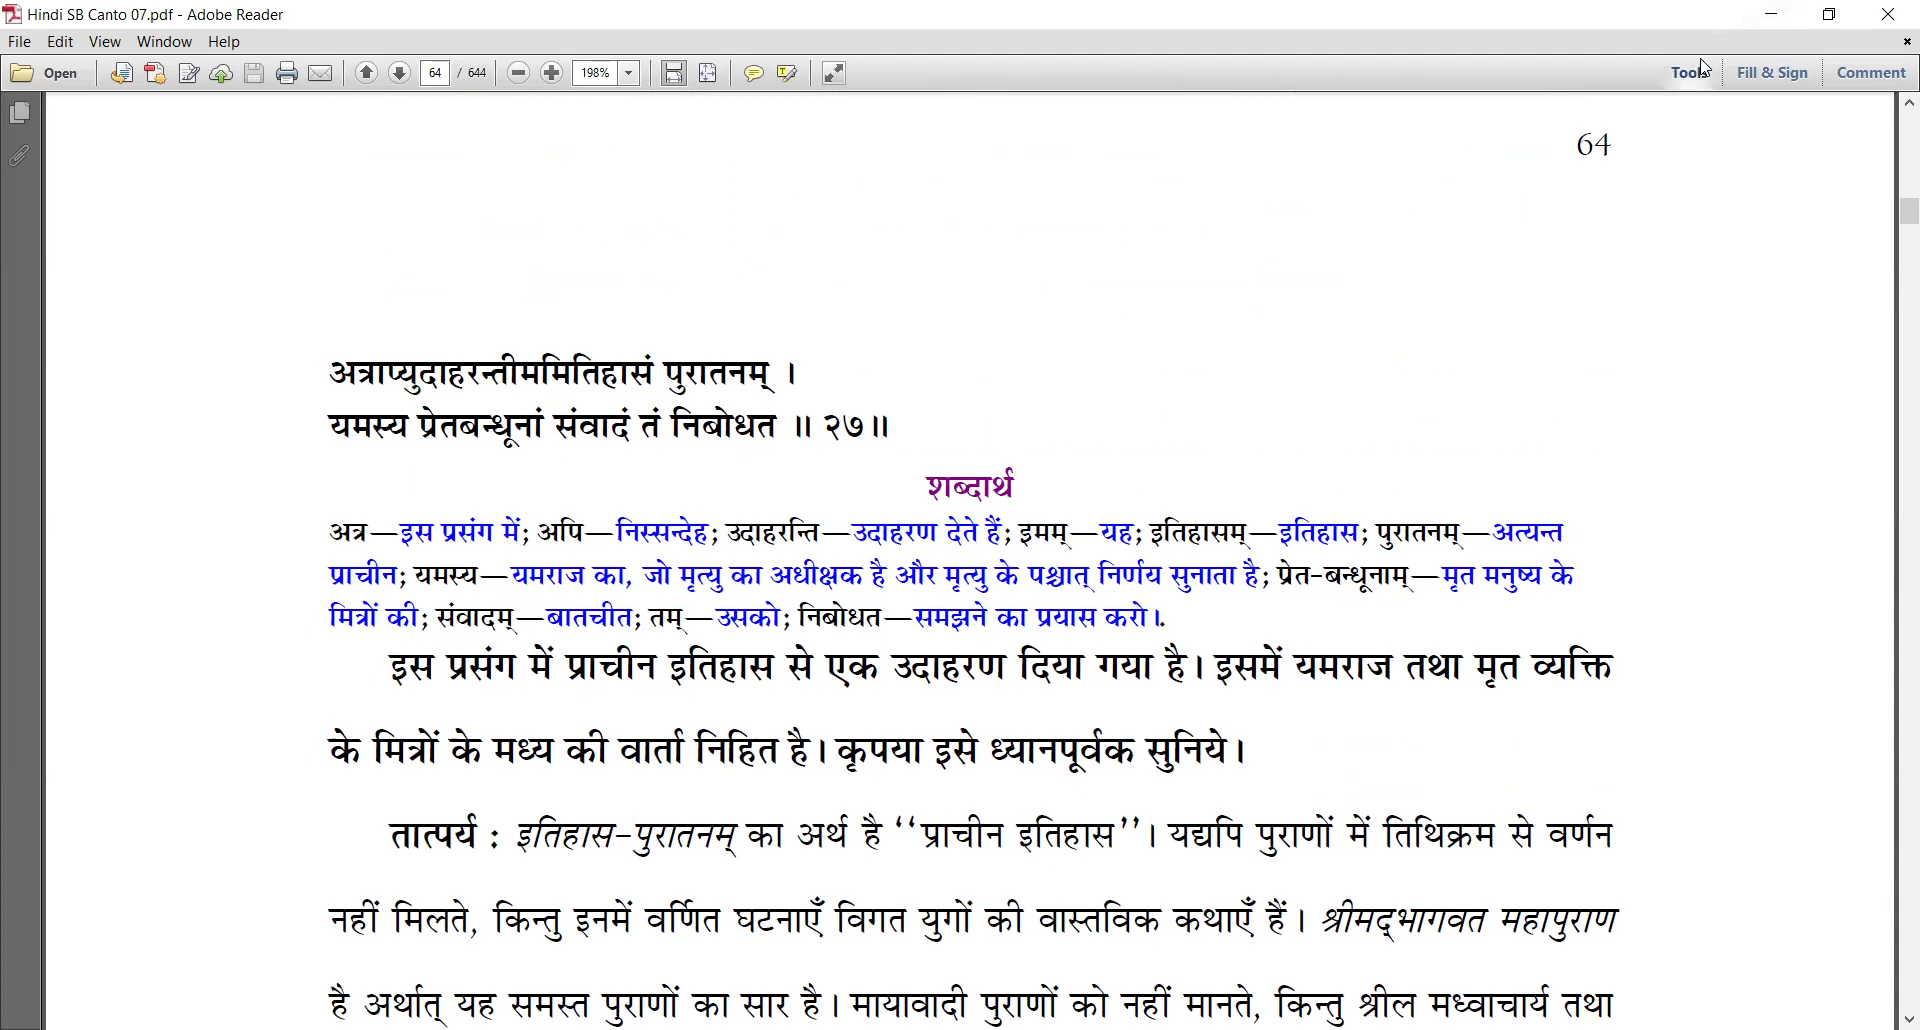 Hindi SB Canto 07.pdf - Adobe Reader
File Edit View Window Help
Open 64 / 644 198% Tools Fill & Sign Comment
64
अत्राप्युदाहरन्तीममितिहासं पुरातनम् ।
यमस्य प्रेतबन्धूनां संवादं तं निबोधत ॥ २७॥
शब्दार्थ
अत्र—इस प्रसंग में; अपि—निस्सन्देह; उदाहरन्ति—उदाहरण देते हैं; इमम्—यह; इतिहासम्—इतिहास; पुरातनम्—अत्यन्त
प्राचीन; यमस्य—यमराज का, जो मृत्यु का अधीक्षक है और मृत्यु के पश्चात् निर्णय सुनाता है; प्रेत-बन्धूनाम्—मृत मनुष्य के
मित्रों की; संवादम्—बातचीत; तम्—उसको; निबोधत—समझने का प्रयास करो।.
इस प्रसंग में प्राचीन इतिहास से एक उदाहरण दिया गया है। इसमें यमराज तथा मृत व्यक्ति
के मित्रों के मध्य की वार्ता निहित है। कृपया इसे ध्यानपूर्वक सुनिये।
तात्पर्य : इतिहास-पुरातनम् का अर्थ है ‘‘प्राचीन इतिहास’’। यद्यपि पुराणों में तिथिक्रम से वर्णन
नहीं मिलते, किन्तु इनमें वर्णित घटनाएँ विगत युगों की वास्तविक कथाएँ हैं। श्रीमद्भागवत महापुराण
है अर्थात् यह समस्त पुराणों का सार है। मायावादी पुराणों को नहीं मानते, किन्तु श्रील मध्वाचार्य तथा